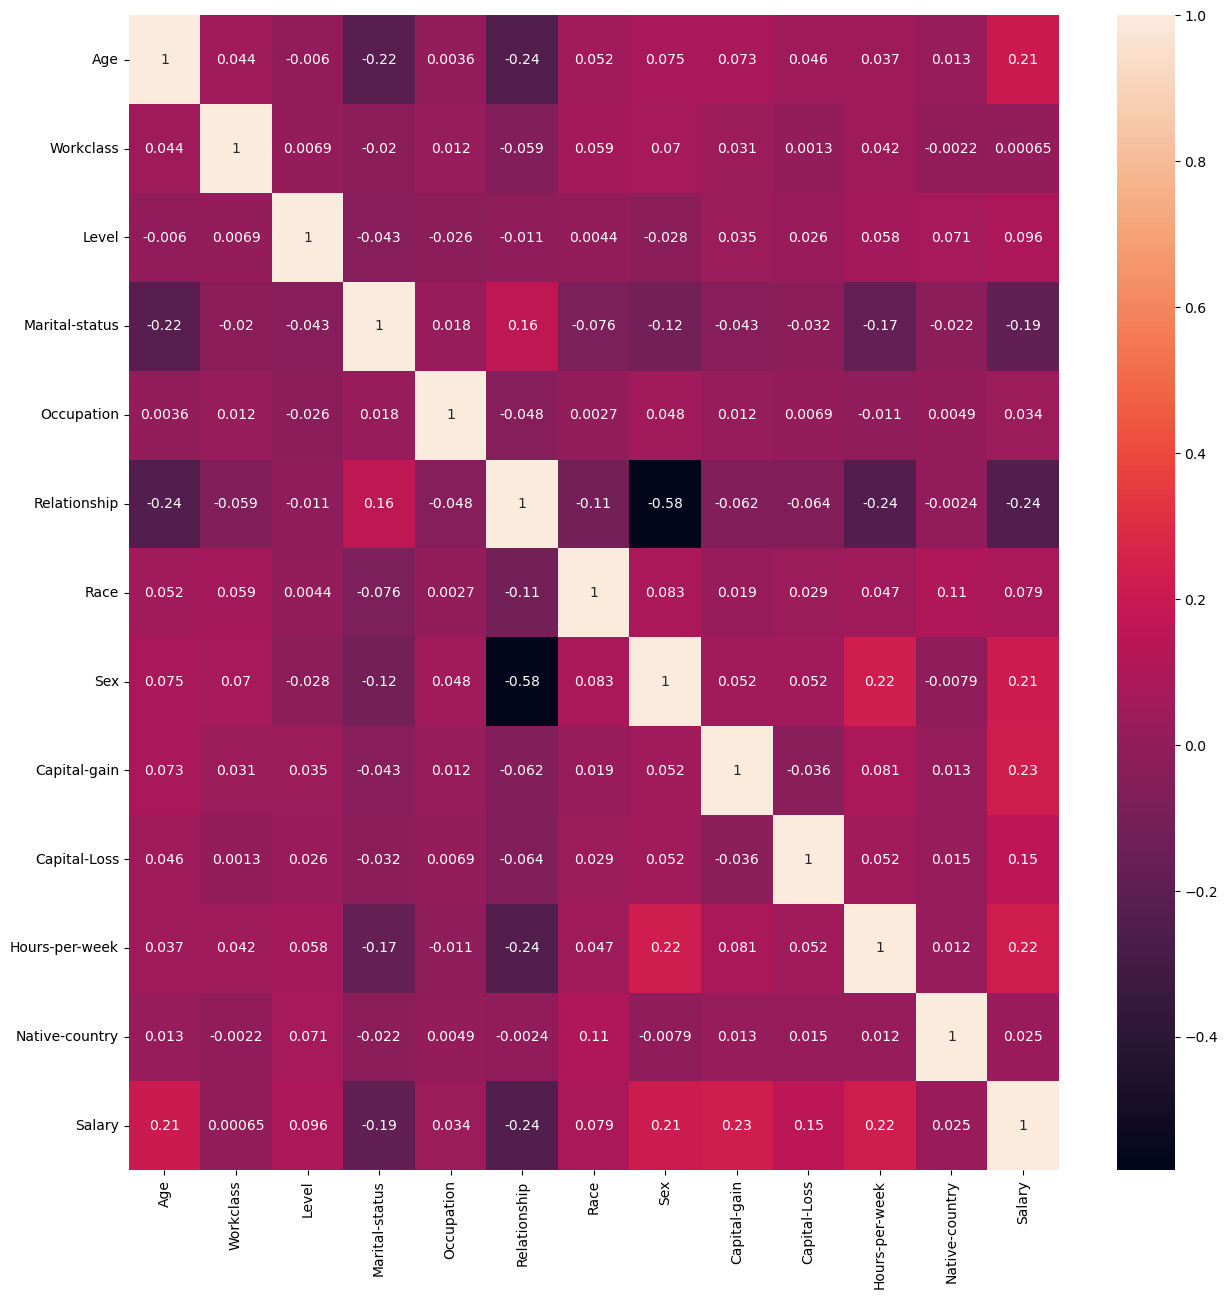 Age 1 0.044 -0.006 -0.22 0.0036 -0.24 0.052 0.075 0.073 0.046 0.037 0.013 0.21
Workclass 0.044 1 0.0069 -0.02 0.012 -0.059 0.059 0.07 0.031 0.0013 0.042 -0.0022 0.00065
Level -0.006 0.0069 1 -0.043 -0.026 -0.011 0.0044 -0.028 0.035 0.026 0.058 0.071 0.096
Marital-status -0.22 -0.02 -0.043 1 0.018 0.16 -0.076 -0.12 -0.043 -0.032 -0.17 -0.022 -0.19
Occupation 0.0036 0.012 -0.026 0.018 1 -0.048 0.0027 0.048 0.012 0.0069 -0.011 0.0049 0.034
Relationship -0.24 -0.059 -0.011 0.16 -0.048 1 -0.11 -0.58 -0.062 -0.064 -0.24 -0.0024 -0.24
Race 0.052 0.059 0.0044 -0.076 0.0027 -0.11 1 0.083 0.019 0.029 0.047 0.11 0.079
Sex 0.075 0.07 -0.028 -0.12 0.048 -0.58 0.083 1 0.052 0.052 0.22 -0.0079 0.21
Capital-gain 0.073 0.031 0.035 -0.043 0.012 -0.062 0.019 0.052 1 -0.036 0.081 0.013 0.23
Capital-Loss 0.046 0.0013 0.026 -0.032 0.0069 -0.064 0.029 0.052 -0.036 1 0.052 0.015 0.15
Hours-per-week 0.037 0.042 0.058 -0.17 -0.011 -0.24 0.047 0.22 0.081 0.052 1 0.012 0.22
Native-country 0.013 -0.0022 0.071 -0.022 0.0049 -0.0024 0.11 -0.0079 0.013 0.015 0.012 1 0.025
Salary 0.21 0.00065 0.096 -0.19 0.034 -0.24 0.079 0.21 0.23 0.15 0.22 0.025 1
Age Workclass Level Marital-status Occupation Relationship Race Sex Capital-gain Capital-Loss Hours-per-week Native-country Salary
1.0
0.8
0.6
0.4
0.2
0.0
−0.2
−0.4